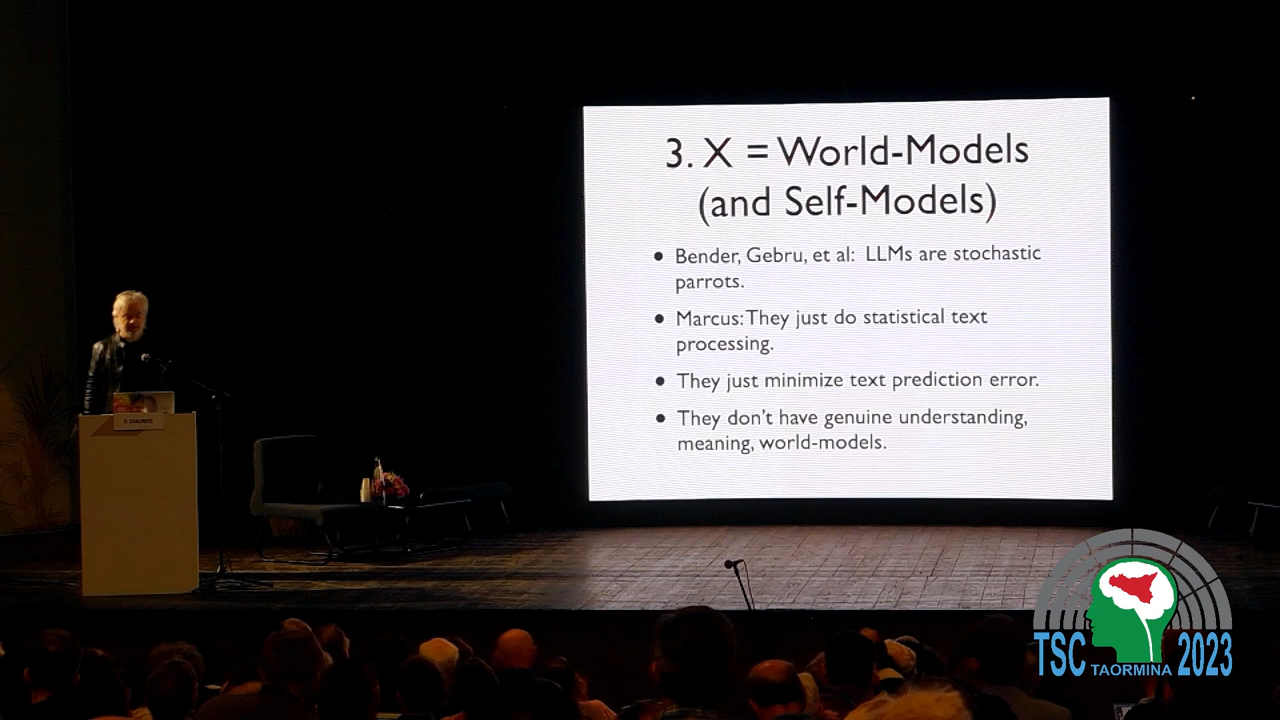 3. X = World-Models
(and Self-Models)
• Bender, Gebru, et al: LLMs are stochastic
parrots.
• Marcus: They just do statistical text
processing.
• They just minimize text prediction error.
• They don't have genuine understanding,
meaning, world-models.
D. CHALMERS
TSC TAORMINA 2023